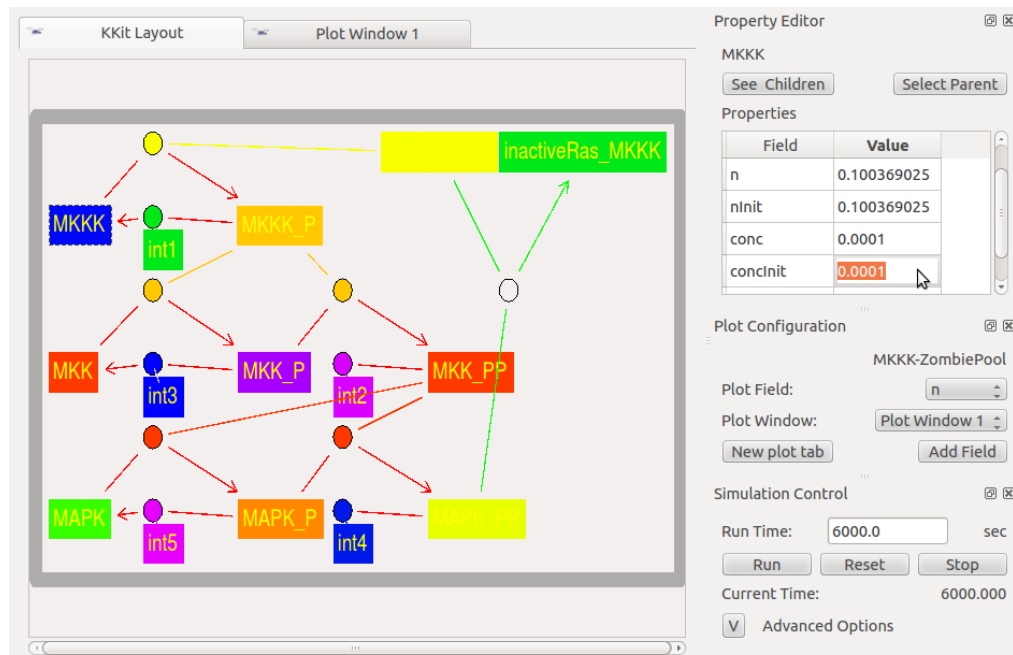 KKit Layout
Plot Window 1
inactiveRas_MKKK
MKKK
MKKK_P
int1
MKK
MKK_P
MKK_PP
int3
int2
MAPK
MAPK_P
MAPK_PP
int5
int4
Property Editor
MKKK
See Children
Select Parent
Properties
Field Value
n 0.100369025
nInit 0.100369025
conc 0.0001
concInit 0.0001
Plot Configuration
MKKK-ZombiePool
Plot Field: n
Plot Window: Plot Window 1
New plot tab
Add Field
Simulation Control
Run Time: 6000.0 sec
Run
Reset
Stop
Current Time: 6000.000
V Advanced Options